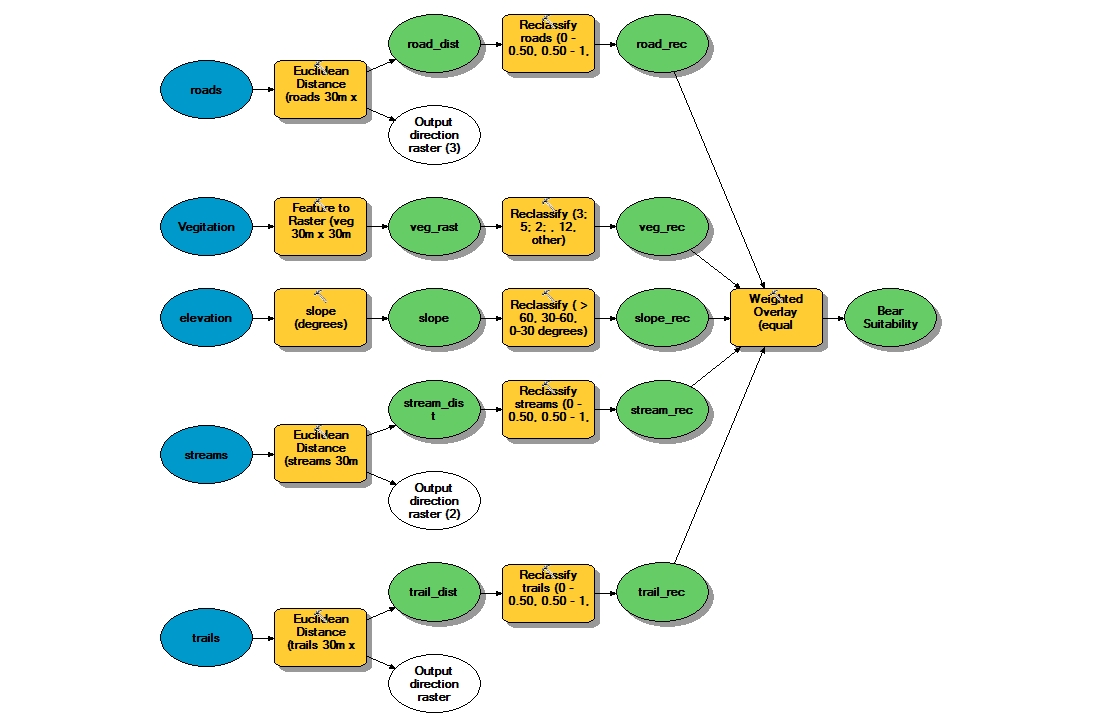 roads
Euclidean
Distance
(roads 30m x
road_dist
Output
direction
raster (3)
Reclassify
roads (0 -
0.50, 0.50 - 1,
road_rec
Vegitation
Feature to
Raster (veg
30m x 30m
veg_rast
Reclassify (3;
5; 2; , 12,
other)
veg_rec
elevation
slope
(degrees)
slope
Reclassify ( >
60, 30-60,
0-30 degrees)
slope_rec
Weighted
Overlay
(equal
Bear
Suitability
streams
Euclidean
Distance
(streams 30m
stream_dis
t
Output
direction
raster (2)
Reclassify
streams (0 -
0.50, 0.50 - 1,
stream_rec
trails
Euclidean
Distance
(trails 30m x
trail_dist
Output
direction
raster
Reclassify
trails (0 -
0.50, 0.50 - 1,
trail_rec